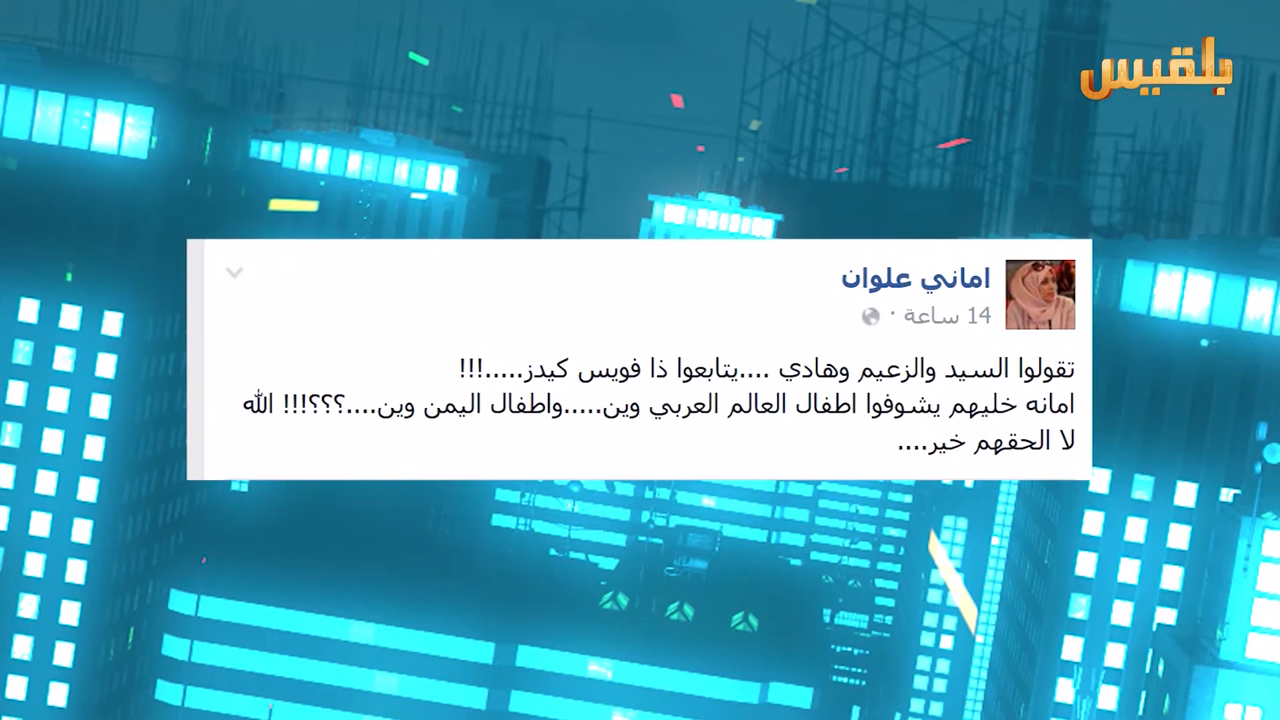 بلقيس
اماني علوان
14 ساعة ·
تقولوا السيد والزعيم وهادي ....يتابعوا ذا فويس كيدز.....!!!
امانه خليهم يشوفوا اطفال العالم العربي وين.....واطفال اليمن وين....؟؟؟!!! الله
لا الحقهم خير....